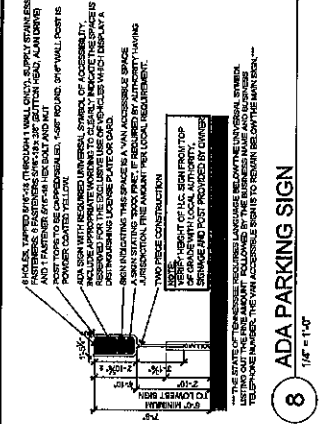 6 HOLES, TAPPED 5/16"-18 (THROUGH 1 WALL ONLY), SUPPLY STAINLESS
FASTENERS: 6 FASTENERS 5/16"-18 x 3/8" (BUTTON HEAD, ALAN DRIVE)
AND 1 FASTENER 5/16"-18 HEX BOLT AND NUT
POST TOPS TO BE CAPPED/SEALED,
ROUND, 3/16" WALL POST IS
POWDER COATED YELLOW.
ADA SIGN WITH REQUIRED UNIVERSAL SYMBOL OF ACCESSIBILITY,
INCLUDE APPROPRIATE WORDING TO CLEARLY INDICATE THE SPACE IS
RESERVED FOR THE EXCLUSIVE USE OF VEHICLES WHICH DISPLAY A
DISTINGUISHING LICENSE PLATE OR CARD.
SIGN INDICATING THIS SPACE IS A VAN ACCESSIBLE SPACE
A SIGN STATING "$XXX FINE", IF REQUIRED BY AUTHORITY HAVING
JURISDICTION. FINE AMOUNT PER LOCAL REQUIREMENT.
TWO PIECE CONSTRUCTION
NOTE:
VERIFY HEIGHT OF H.C. SIGN FROM TOP
OF GRADE WITH LOCAL AUTHORITY.
SIGNAGE AND POST PROVIDED BY OWNER
6'-0" MINIMUM
TO LOWEST SIGN
*** THE STATE OF TENNESSEE REQUIRES LANGUAGE BELOW THE UNIVERSAL SYMBOL
LISTING OUT THE FINE AMOUNT FOLLOWED BY THE BUSINESS NAME AND BUSINESS
TELEPHONE NUMBER. THE VAN ACCESSIBLE SIGN IS TO REMAIN BELOW THE MAIN SIGN.***
8 ADA PARKING SIGN
1/4" = 1'-0"